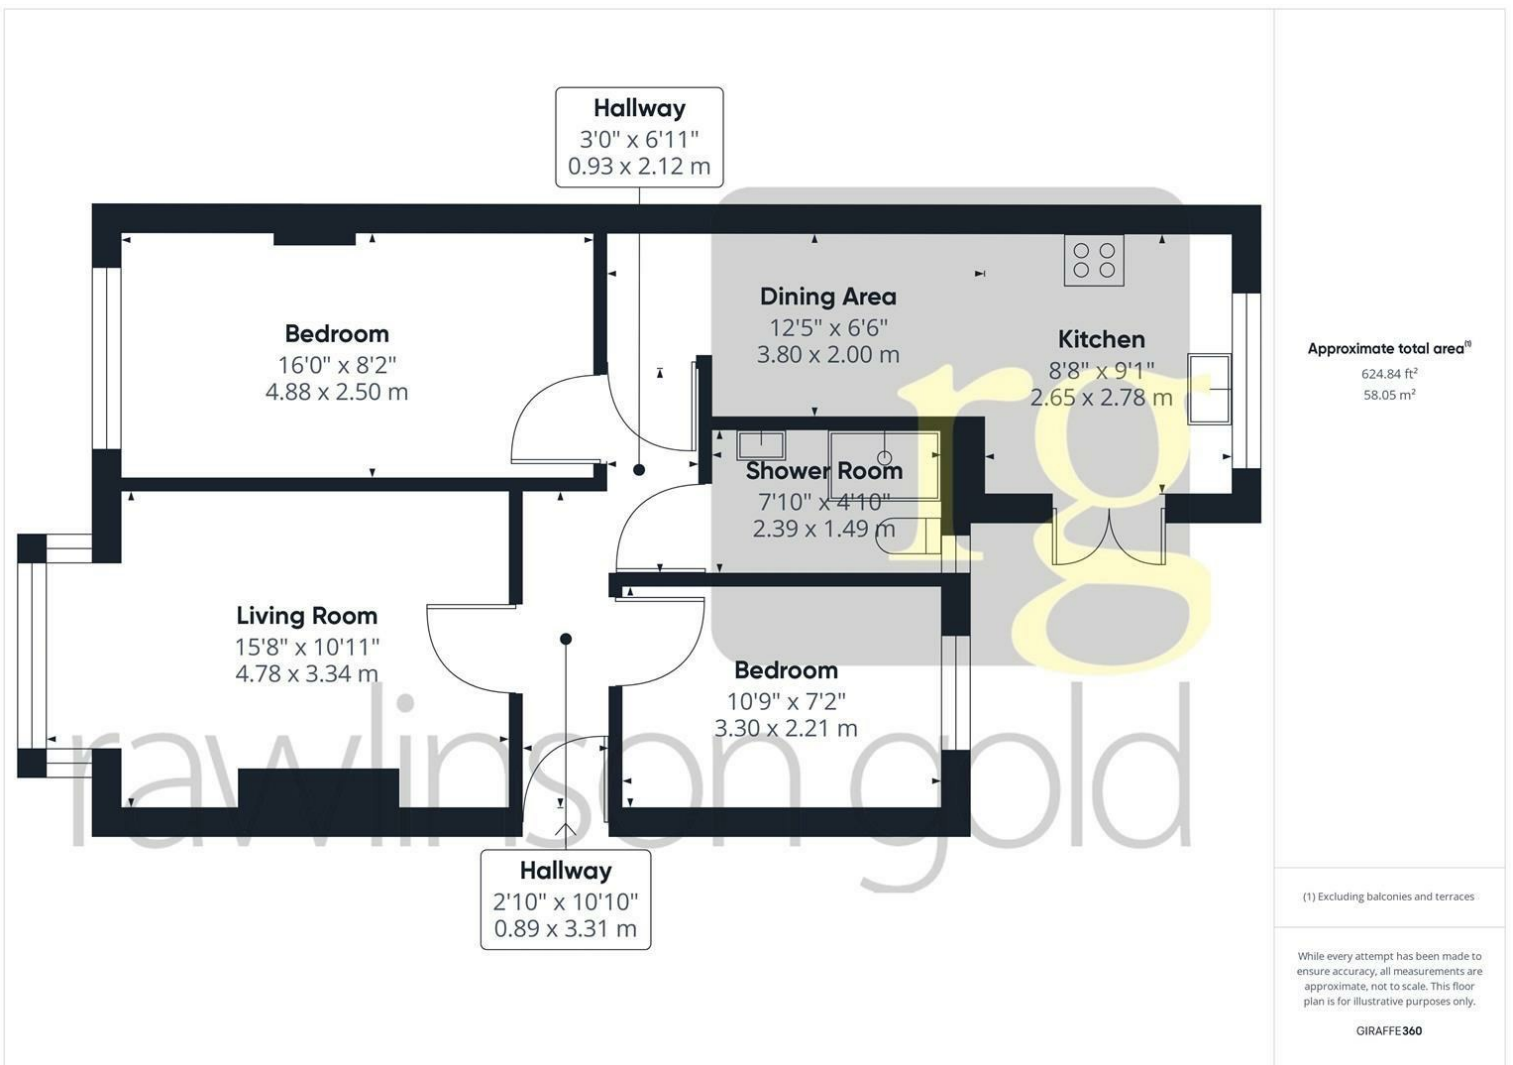 Hallway
3'0" x 6'11"
0.93 x 2.12 m
Bedroom
16'0" x 8'2"
4.88 x 2.50 m
Dining Area
12'5" x 6'6"
3.80 x 2.00 m
Kitchen
8'8" x 9'1"
2.65 x 2.78 m
Shower Room
7'10" x 4'10"
2.39 x 1.49 m
Living Room
15'8" x 10'11"
4.78 x 3.34 m
Bedroom
10'9" x 7'2"
3.30 x 2.21 m
Hallway
2'10" x 10'10"
0.89 x 3.31 m
rg
rawlinson gold
Approximate total area⁽¹⁾
624.84 ft²
58.05 m²
(1) Excluding balconies and terraces
While every attempt has been made to
ensure accuracy, all measurements are
approximate, not to scale. This floor
plan is for illustrative purposes only.
GIRAFFE360